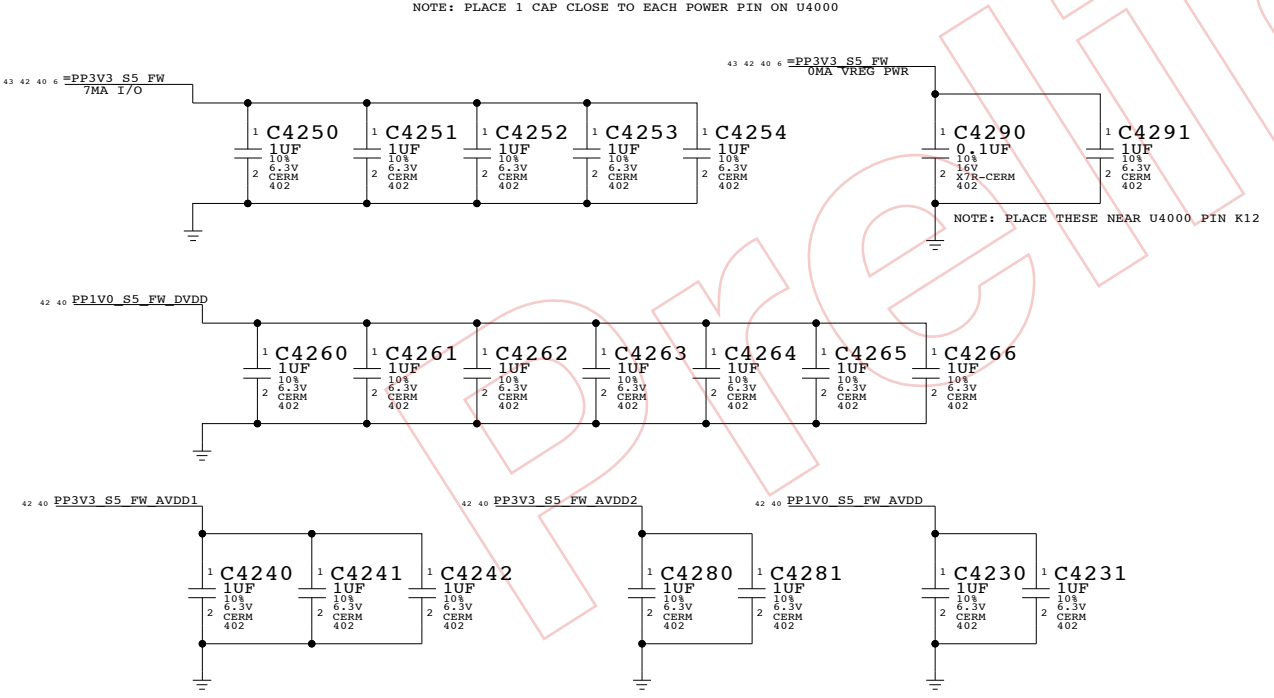 NOTE: PLACE 1 CAP CLOSE TO EACH POWER PIN ON U4000
43 42 40 6 =PP3V3_S5_FW
7MA I/O
43 42 40 6 =PP3V3_S5_FW
0MA VREG PWR
1 C4250 1 C4251 1 C4252 1 C4253 1 C4254 1 C4290 1 C4291
1UF 1UF 1UF 1UF 1UF 0.1UF 1UF
10% 10% 10% 10% 10% 10% 10%
6.3V 6.3V 6.3V 6.3V 6.3V 16V 6.3V
2 CERM 2 CERM 2 CERM 2 CERM 2 CERM 2 X7R-CERM 2 CERM
402 402 402 402 402 402 402
NOTE: PLACE THESE NEAR U4000 PIN K12
42 40 PP1V0_S5_FW_DVDD
1 C4260 1 C4261 1 C4262 1 C4263 1 C4264 1 C4265 1 C4266
1UF 1UF 1UF 1UF 1UF 1UF 1UF
10% 10% 10% 10% 10% 10% 10%
6.3V 6.3V 6.3V 6.3V 6.3V 6.3V 6.3V
2 CERM 2 CERM 2 CERM 2 CERM 2 CERM 2 CERM 2 CERM
402 402 402 402 402 402 402
42 40 PP3V3_S5_FW_AVDD1 42 40 PP3V3_S5_FW_AVDD2 42 40 PP1V0_S5_FW_AVDD
1 C4240 1 C4241 1 C4242 1 C4280 1 C4281 1 C4230 1 C4231
1UF 1UF 1UF 1UF 1UF 1UF 1UF
10% 10% 10% 10% 10% 10% 10%
6.3V 6.3V 6.3V 6.3V 6.3V 6.3V 6.3V
2 CERM 2 CERM 2 CERM 2 CERM 2 CERM 2 CERM 2 CERM
402 402 402 402 402 402 402
Preli